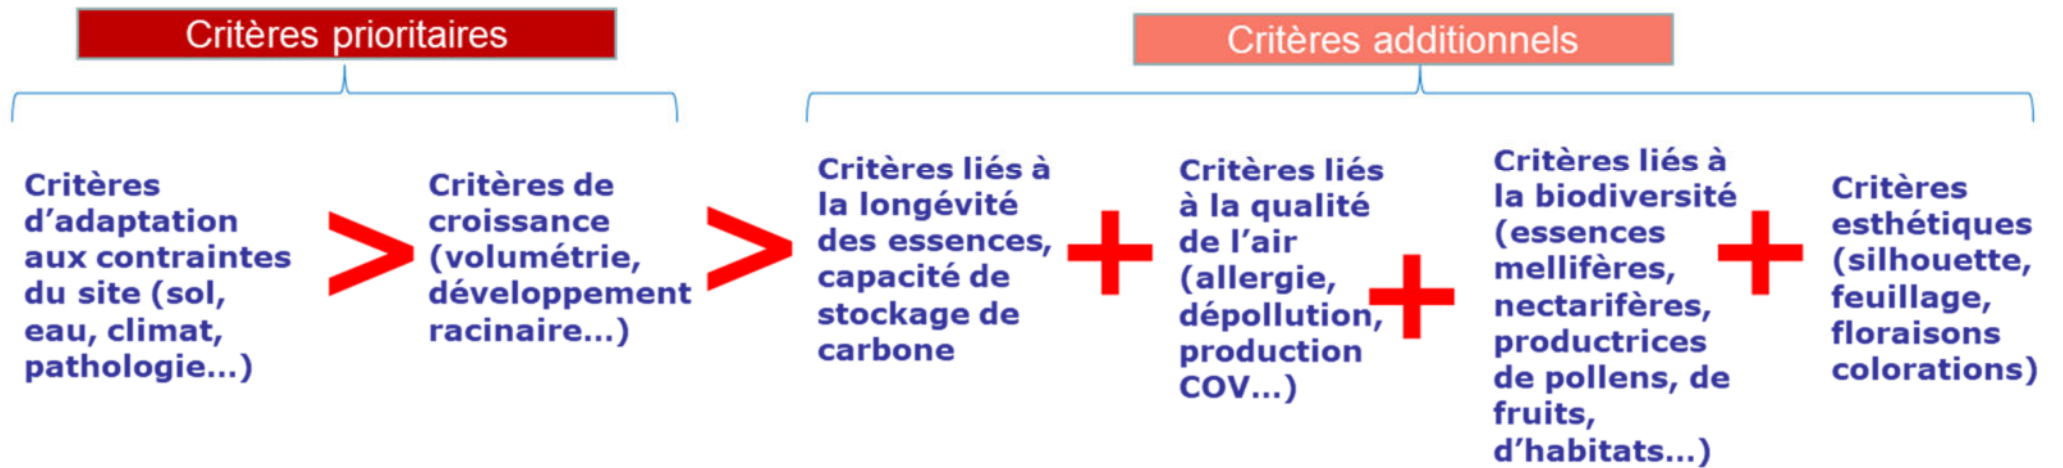 Critères prioritaires
Critères additionnels
Critères
d’adaptation
aux contraintes
du site (sol,
eau, climat,
pathologie...)
>
Critères de
croissance
(volumétrie,
développement
racinaire...)
>
Critères liés à
la longévité
des essences,
capacité de
stockage de
carbone
+
Critères liés
à la qualité
de l’air
(allergie,
dépollution,
production
COV...)
+
Critères liés à
la biodiversité
(essences
mellifères,
nectarifères,
productrices
de pollens, de
fruits,
d’habitats...)
+
Critères
esthétiques
(silhouette,
feuillage,
floraisons
colorations)